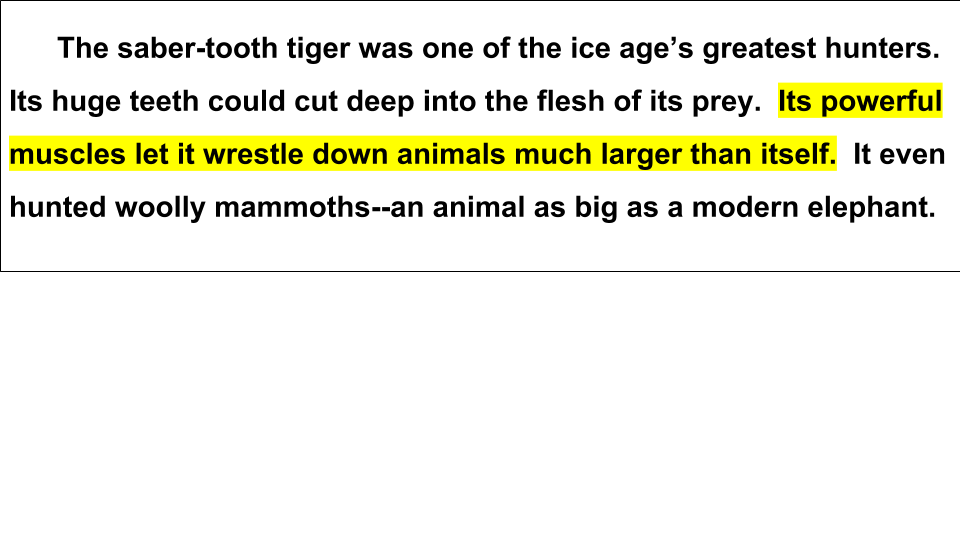 The saber-tooth tiger was one of the ice age’s greatest hunters.
Its huge teeth could cut deep into the flesh of its prey.  Its powerful
muscles let it wrestle down animals much larger than itself.  It even
hunted woolly mammoths--an animal as big as a modern elephant.